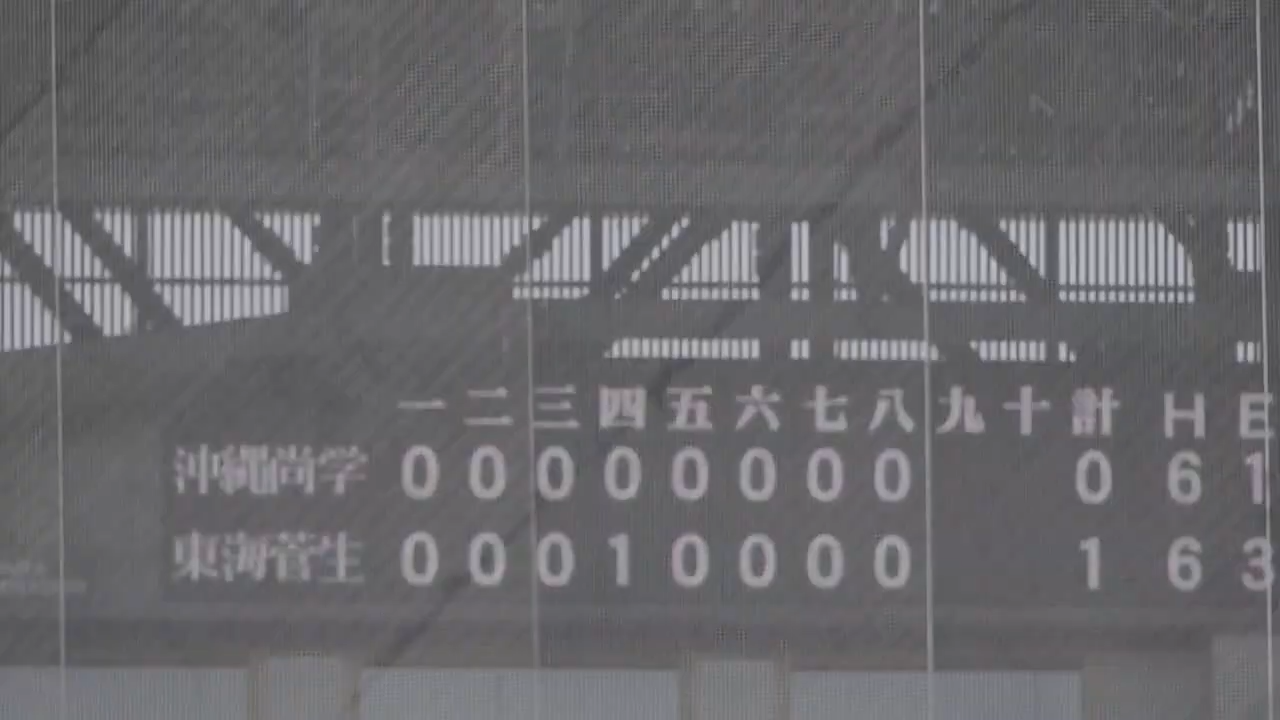 一 二 三 四 五 六 七 八 九 十 計 H E
沖縄尚学 0 0 0 0 0 0 0 0 0 6 1
東海菅生 0 0 0 1 0 0 0 0 1 6 3